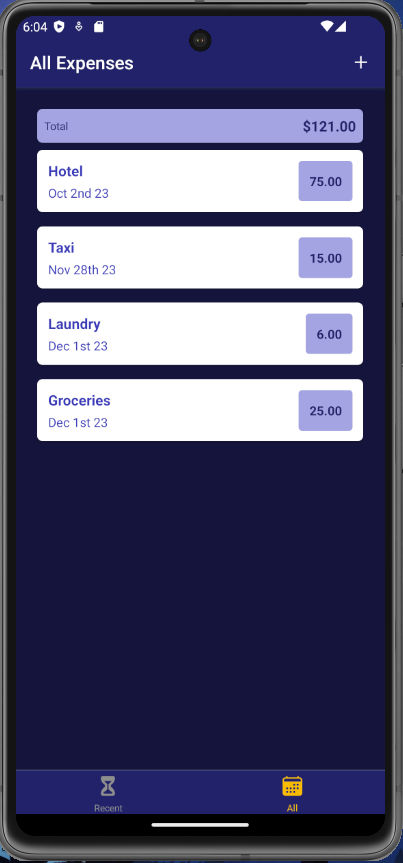 6:04
All Expenses
+
Total $121.00
Hotel
Oct 2nd 23
75.00
Taxi
Nov 28th 23
15.00
Laundry
Dec 1st 23
6.00
Groceries
Dec 1st 23
25.00
Recent
All